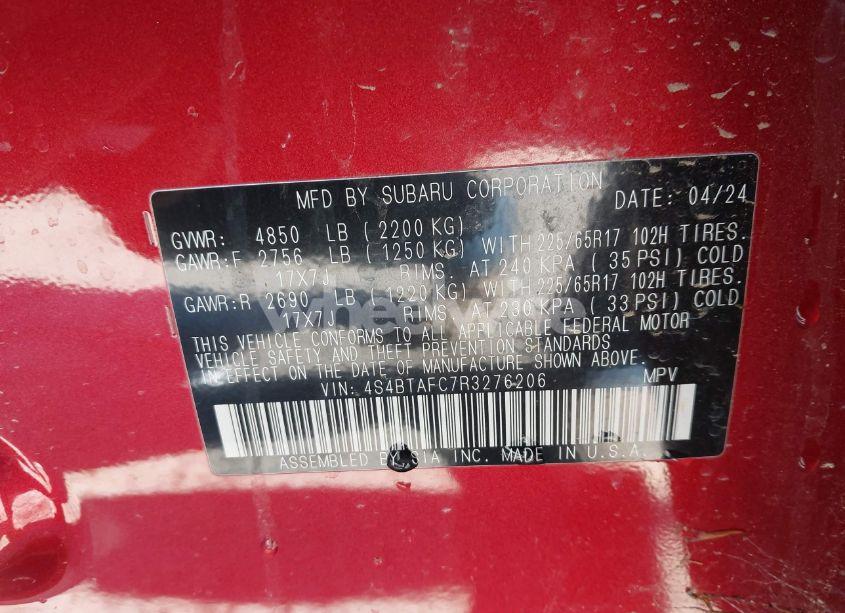 MFD BY SUBARU CORPORATION DATE: 04/24
GVWR: 4850 LB (2200 KG)
GAWR:F 2756 LB (1250 KG) WITH 225/65R17 102H TIRES.
17X7J RIMS. AT 240 KPA (35 PSI) COLD
GAWR:R 2690 LB (1220 KG) WITH 225/65R17 102H TIRES.
17X7J RIMS. AT 230 KPA (33 PSI) COLD
THIS VEHICLE CONFORMS TO ALL APPLICABLE FEDERAL MOTOR
VEHICLE SAFETY AND THEFT PREVENTION STANDARDS
IN EFFECT ON THE DATE OF MANUFACTURE SHOWN ABOVE.
VIN: 4S4BTAFC7R3276206 MPV
ASSEMBLED BY SIA INC. MADE IN U.S.A.